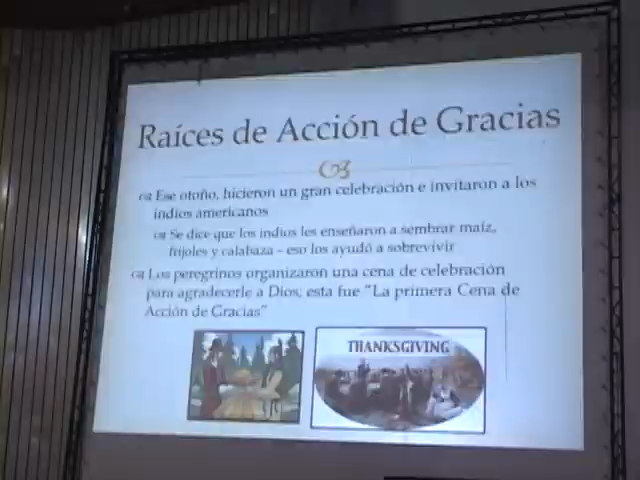 Raíces de Acción de Gracias
Ese otoño, hicieron un gran celebración e invitaron a los
indios americanos
Se dice que los indios les enseñaron a sembrar maíz,
frijoles y calabaza - eso los ayudó a sobrevivir
Los peregrinos organizaron una cena de celebración
para agradecerle a Dios; esta fue "La primera Cena de
Acción de Gracias"
THANKSGIVING